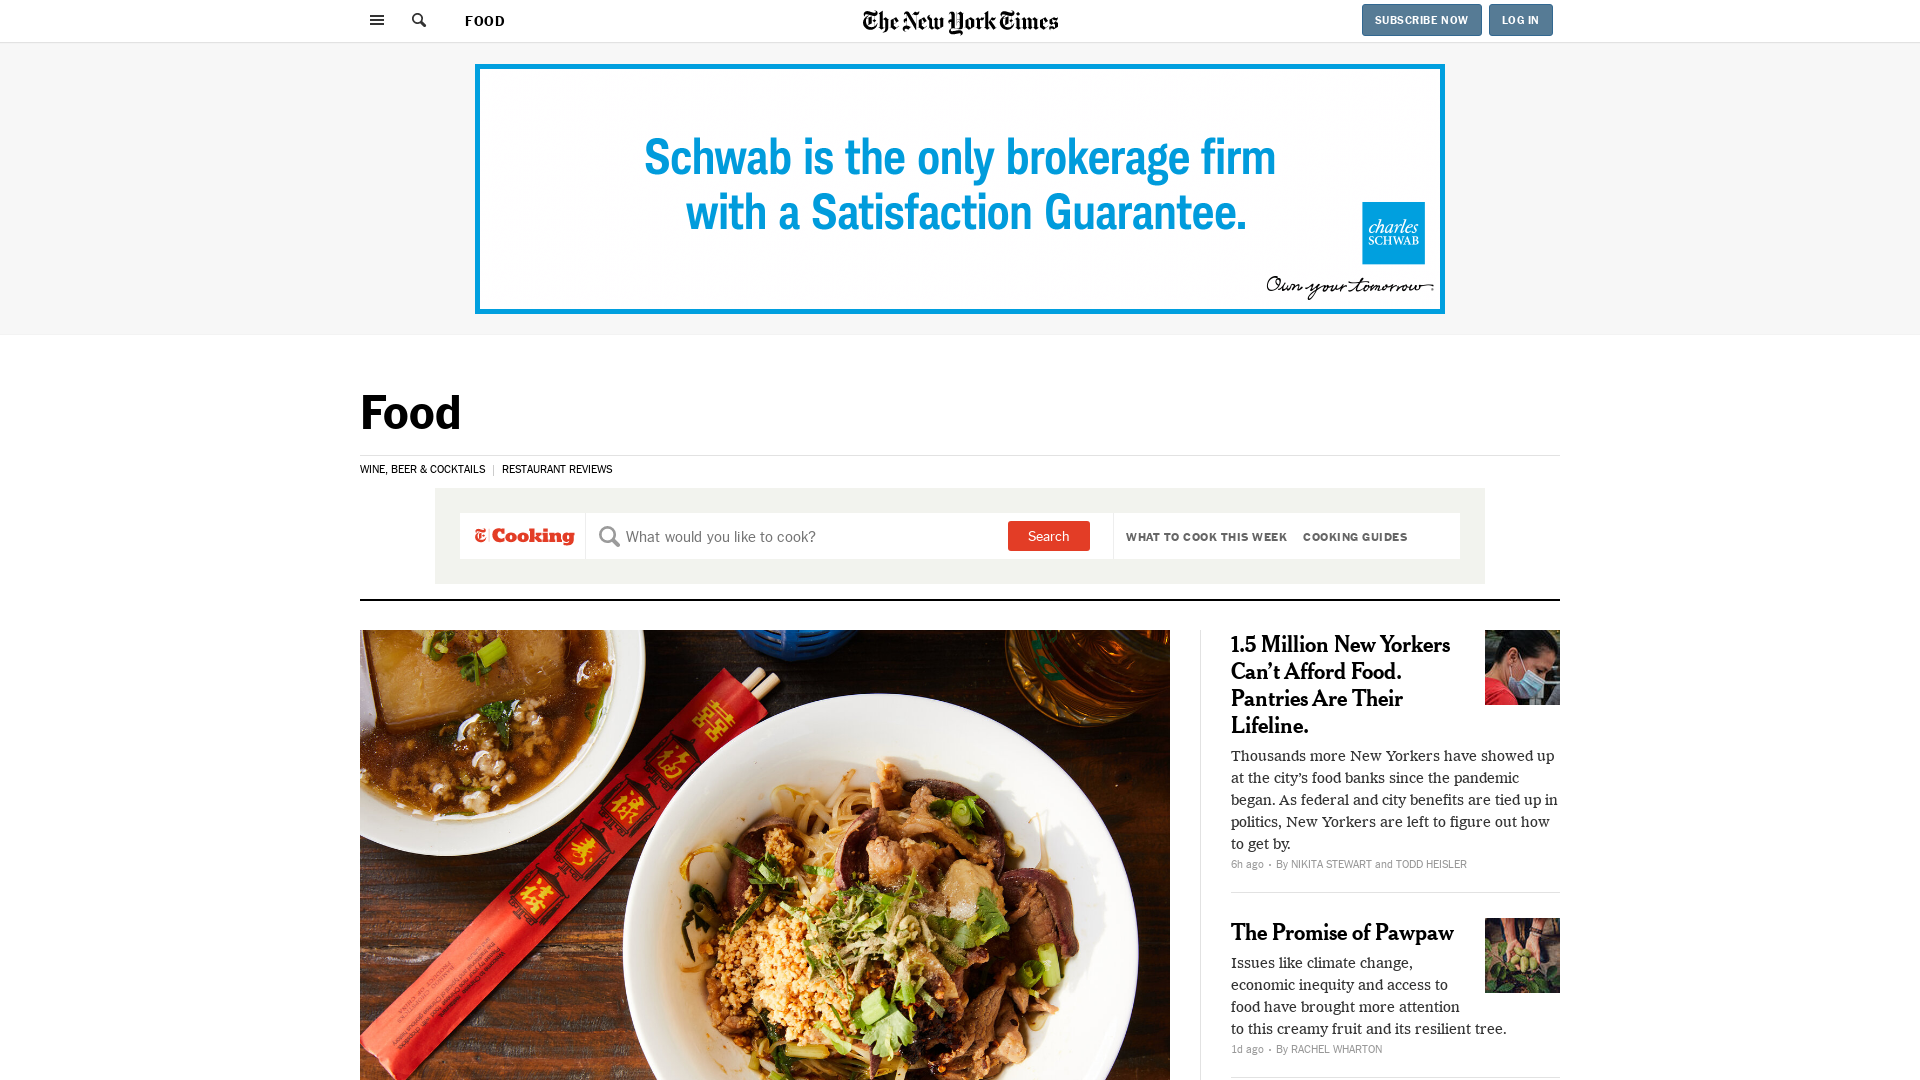 FOOD
The New York Times
SUBSCRIBE NOW
LOG IN
Schwab is the only brokerage firm
with a Satisfaction Guarantee.
charles
SCHWAB
Own your tomorrow.
Food
WINE, BEER & COCKTAILS | RESTAURANT REVIEWS
Cooking
What would you like to cook?
Search
WHAT TO COOK THIS WEEK
COOKING GUIDES
囍
福
祿
壽
禧
1.5 Million New Yorkers
Can’t Afford Food.
Pantries Are Their
Lifeline.
Thousands more New Yorkers have showed up
at the city’s food banks since the pandemic
began. As federal and city benefits are tied up in
politics, New Yorkers are left to figure out how
to get by.
6h ago • By NIKITA STEWART and TODD HEISLER
The Promise of Pawpaw
Issues like climate change,
economic inequity and access to
food have brought more attention
to this creamy fruit and its resilient tree.
1d ago • By RACHEL WHARTON